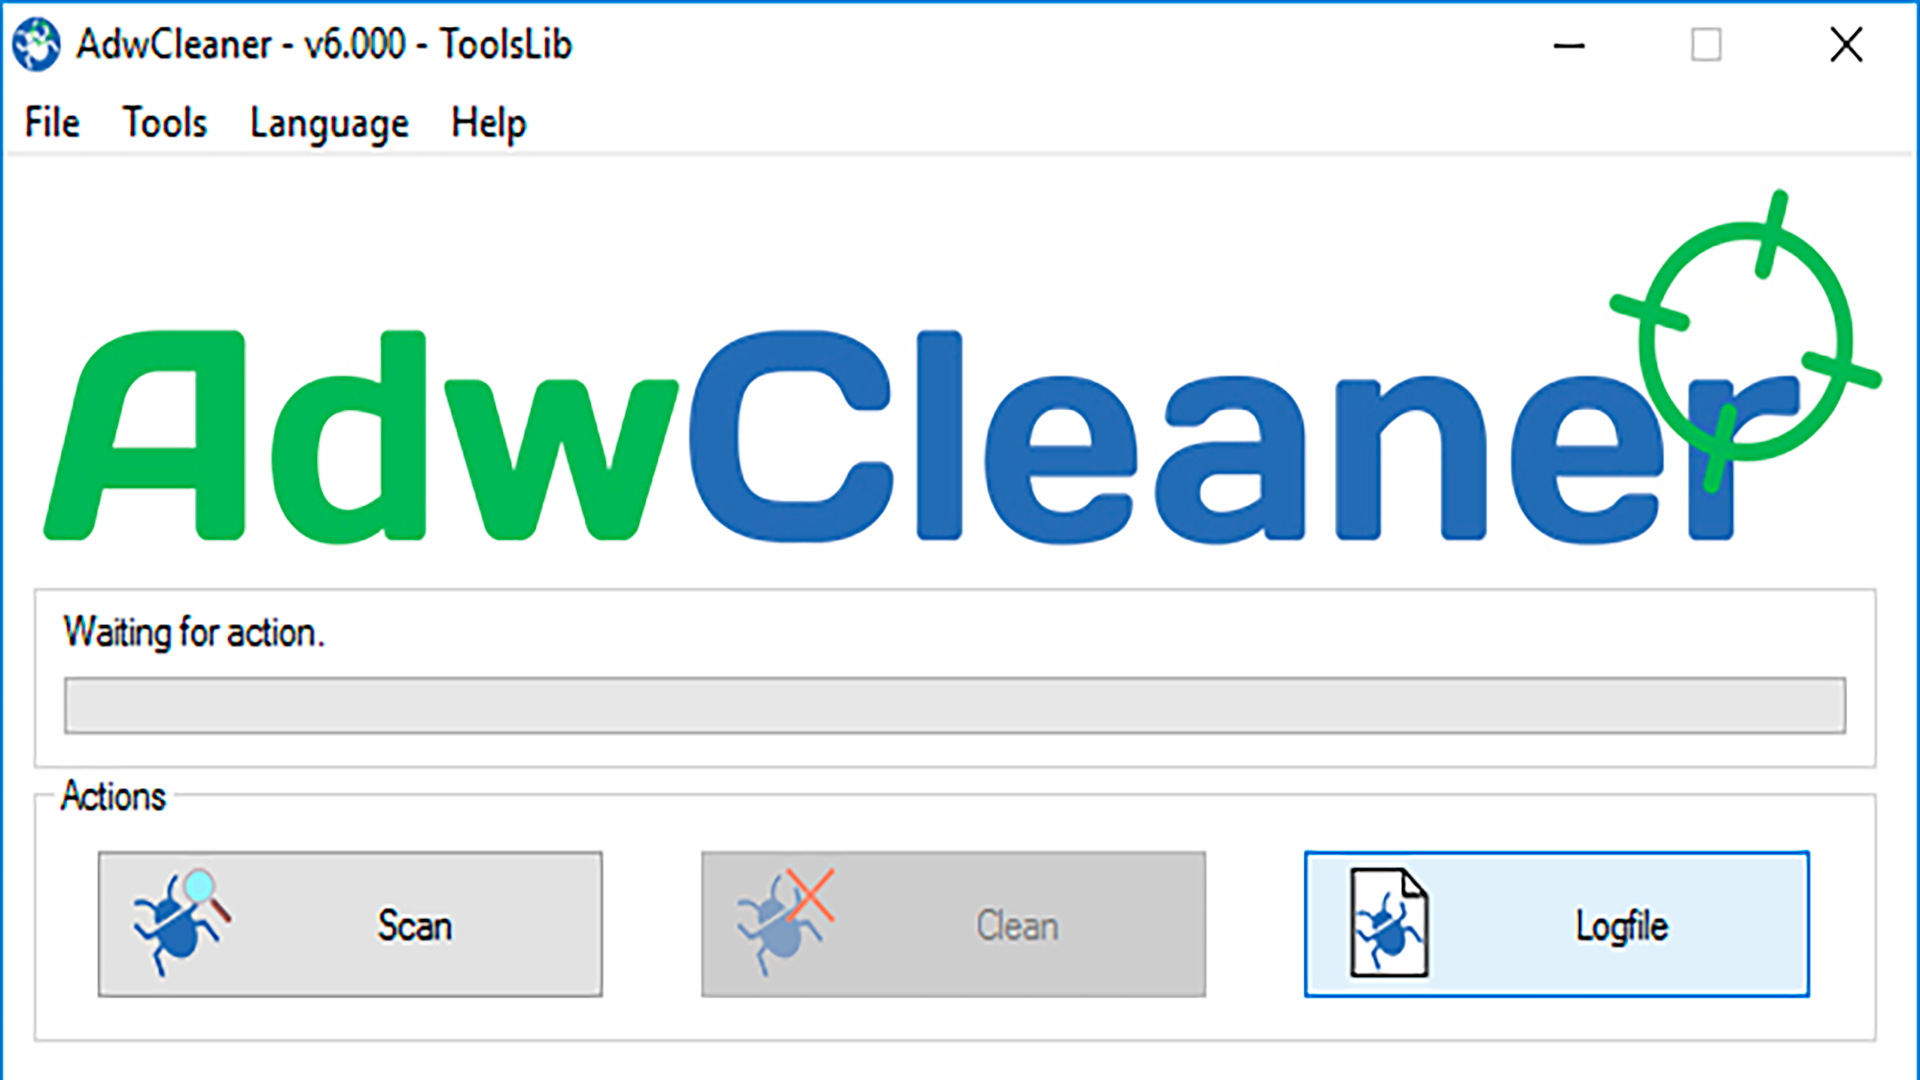 AdwCleaner - v6.000 - ToolsLib
File Tools Language Help
AdwCleaner
Waiting for action.
Actions
Scan Clean Logfile